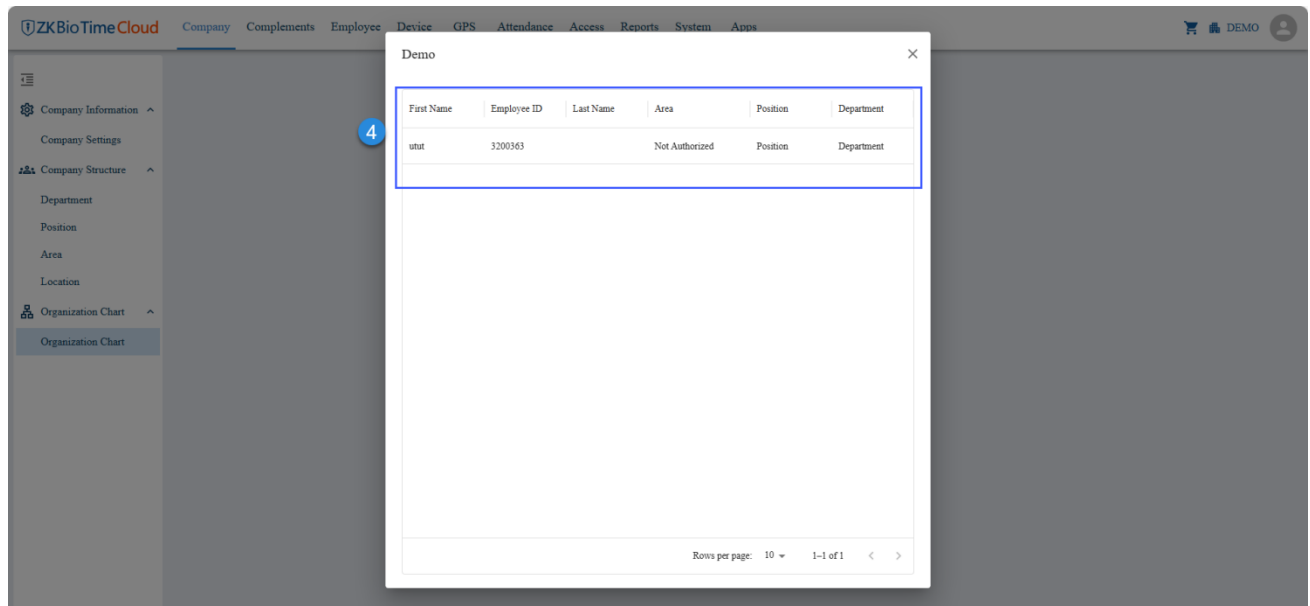 ZKBioTime Cloud Company Complements Employee Device GPS Attendance Access Reports System Apps DEMO
Demo
Company Information
Company Settings
Company Structure
Department
Position
Area
Location
Organization Chart
Organization Chart
4
First Name Employee ID Last Name Area Position Department
utut 3200363 Not Authorized Position Department
Rows per page: 10 1–1 of 1